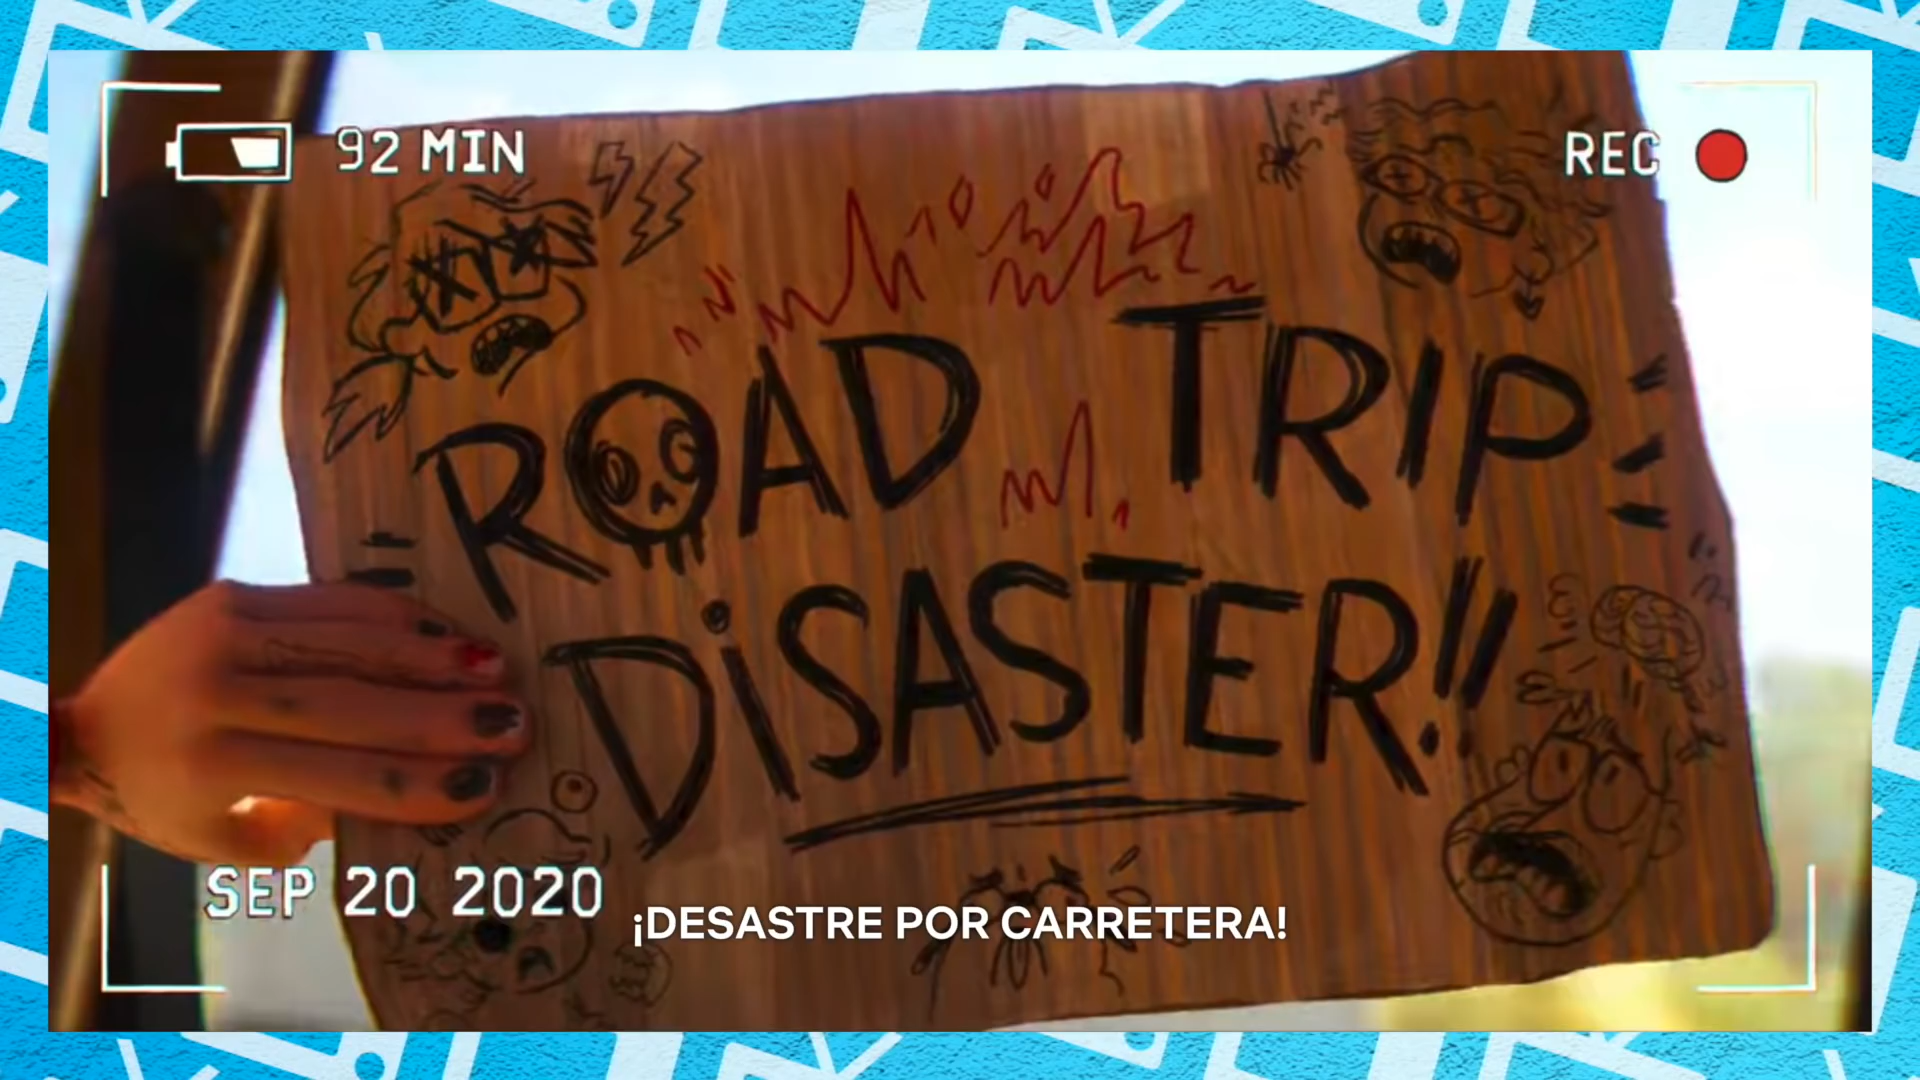 92 MIN
REC
ROAD TRIP
DiSASTER!!
SEP 20 2020
¡DESASTRE POR CARRETERA!